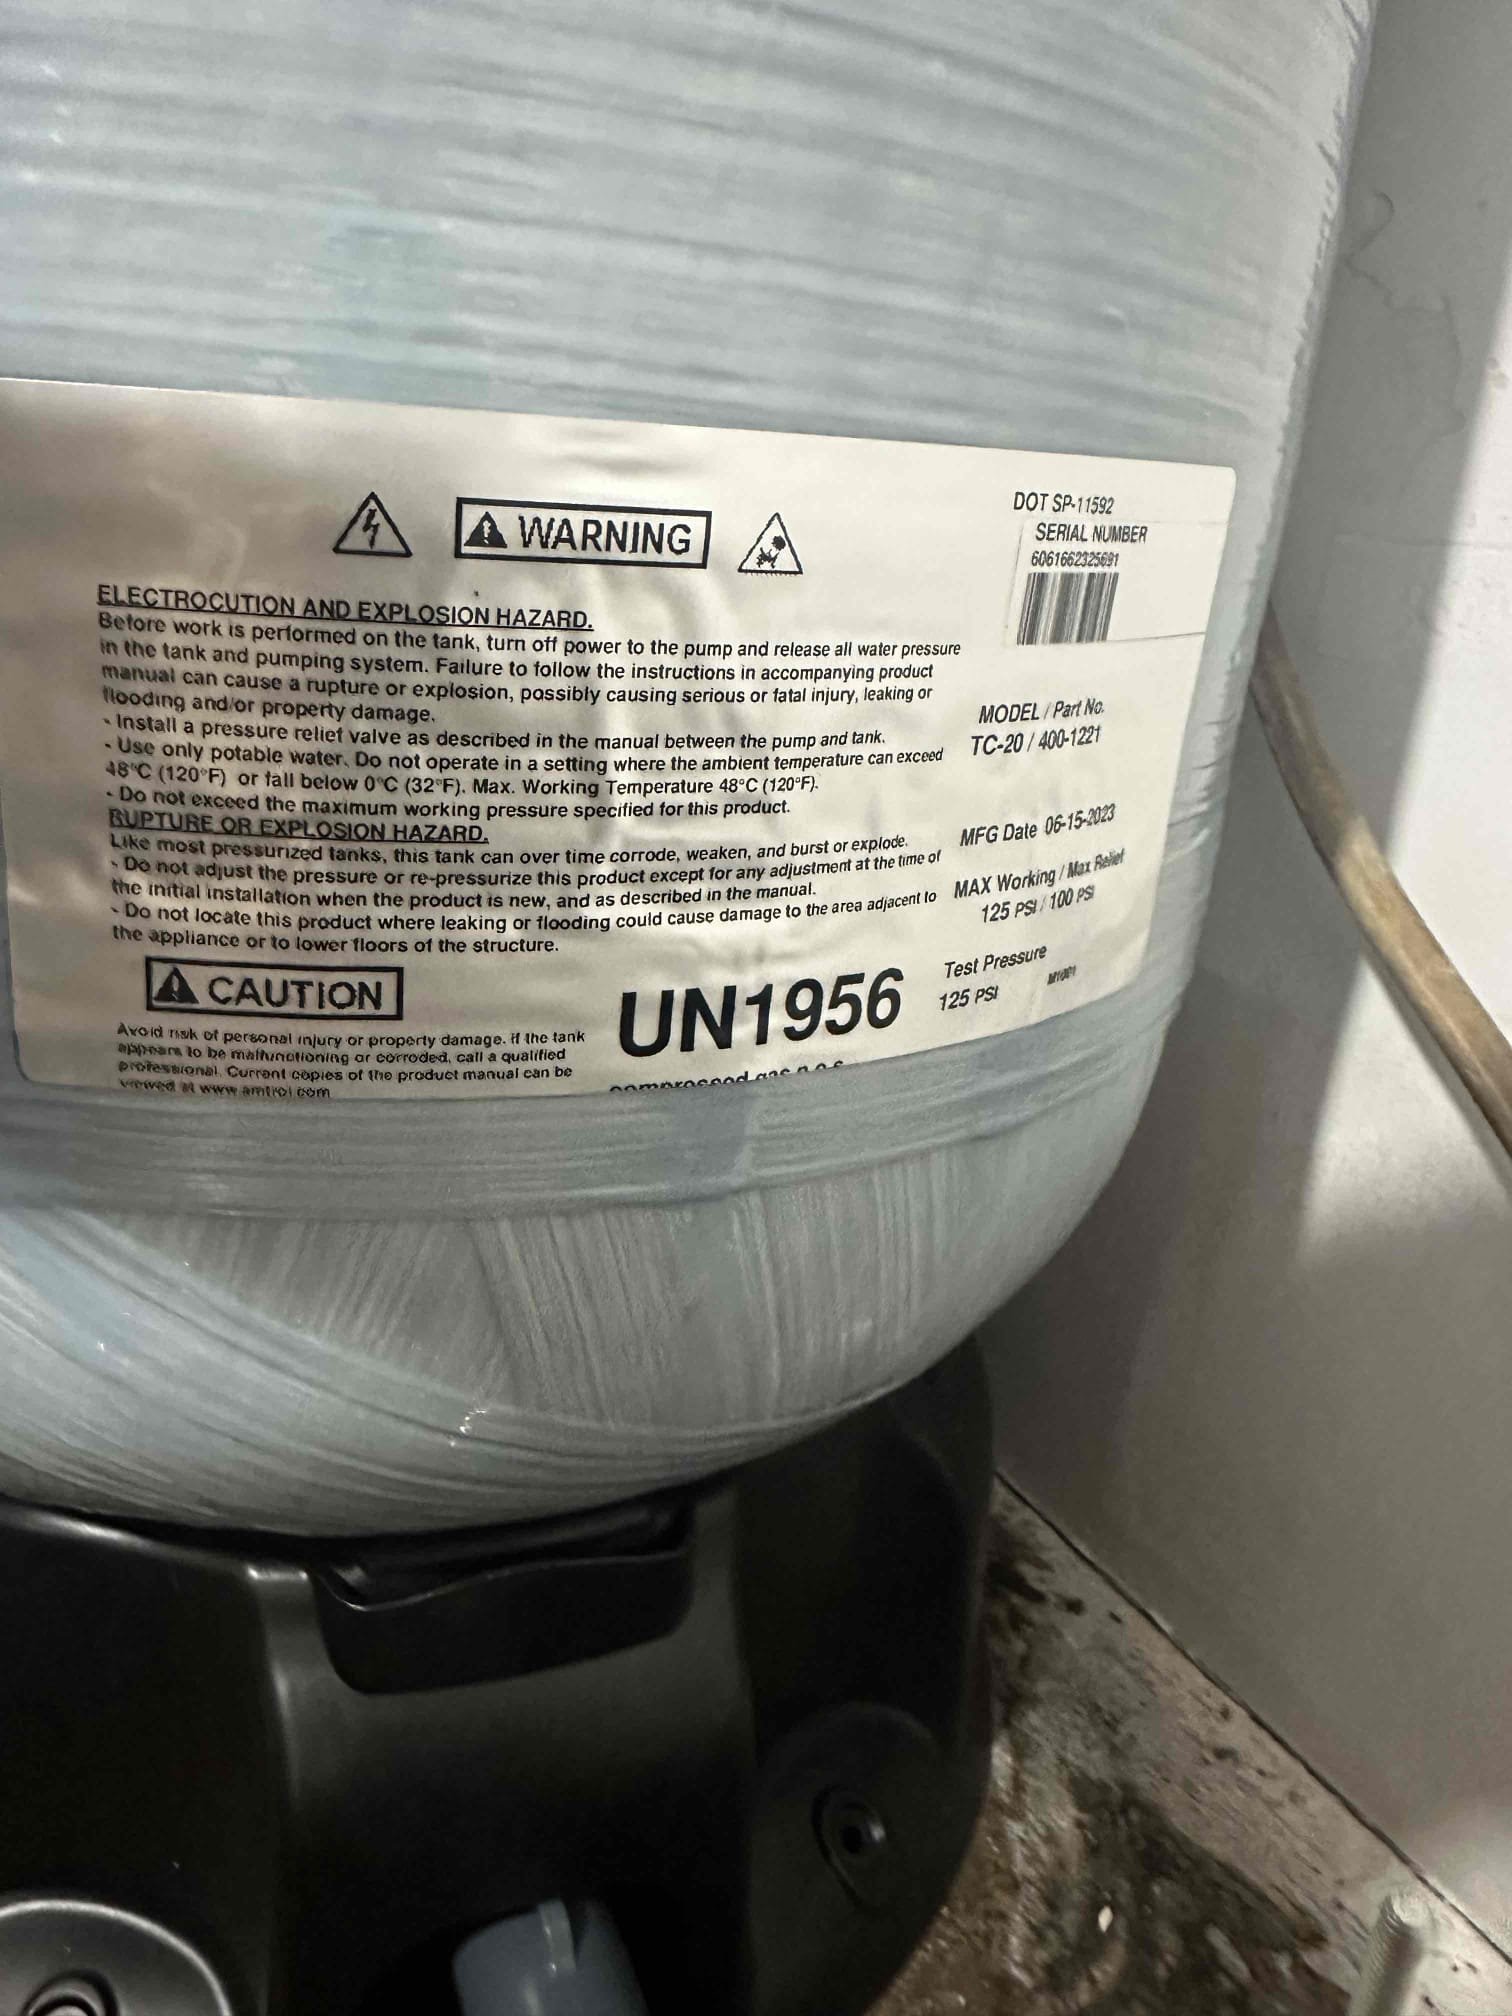 WARNING
ELECTROCUTION AND EXPLOSION HAZARD.
Before work is performed on the tank, turn off power to the pump and release all water pressure
in the tank and pumping system. Failure to follow the instructions in accompanying product
manual can cause a rupture or explosion, possibly causing serious or fatal injury, leaking or
flooding and/or property damage.
- Install a pressure relief valve as described in the manual between the pump and tank.
- Use only potable water. Do not operate in a setting where the ambient temperature can exceed
48°C (120°F) or fall below 0°C (32°F). Max. Working Temperature 48°C (120°F).
- Do not exceed the maximum working pressure specified for this product.
RUPTURE OR EXPLOSION HAZARD.
Like most pressurized tanks, this tank can over time corrode, weaken, and burst or explode.
- Do not adjust the pressure or re-pressurize this product except for any adjustment at the time of
the initial installation when the product is new, and as described in the manual.
- Do not locate this product where leaking or flooding could cause damage to the area adjacent to
the appliance or to lower floors of the structure.
CAUTION
Avoid risk of personal injury or property damage. If the tank
appears to be malfunctioning or corroded, call a qualified
professional. Current copies of the product manual can be
viewed at www.amtrol.com
UN1956
compressed gas n.o.s
DOT SP-11592
SERIAL NUMBER
6061662325691
MODEL / Part No.
TC-20 / 400-1221
MFG Date 06-15-2023
MAX Working / Max Relief
125 PSI / 100 PSI
Test Pressure
125 PSI